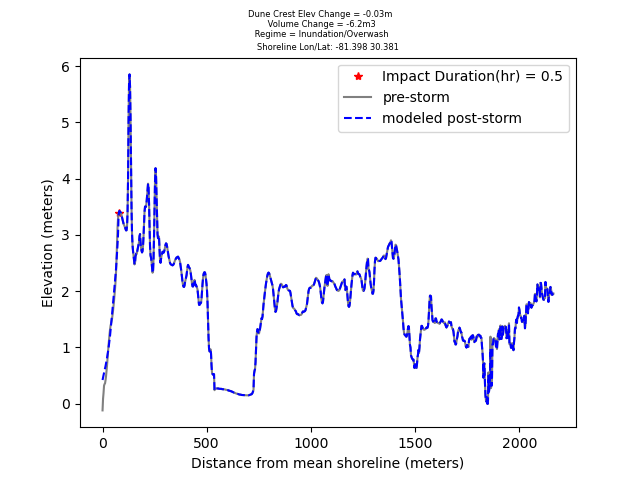 Dune Crest Elev Change = -0.03m
Volume Change = -6.2m3
Regime = Inundation/Overwash
Shoreline Lon/Lat: -81.398 30.381
Impact Duration(hr) = 0.5
pre-storm
modeled post-storm
Elevation (meters)
6
5
4
3
2
1
0
0
500
1000
1500
2000
Distance from mean shoreline (meters)